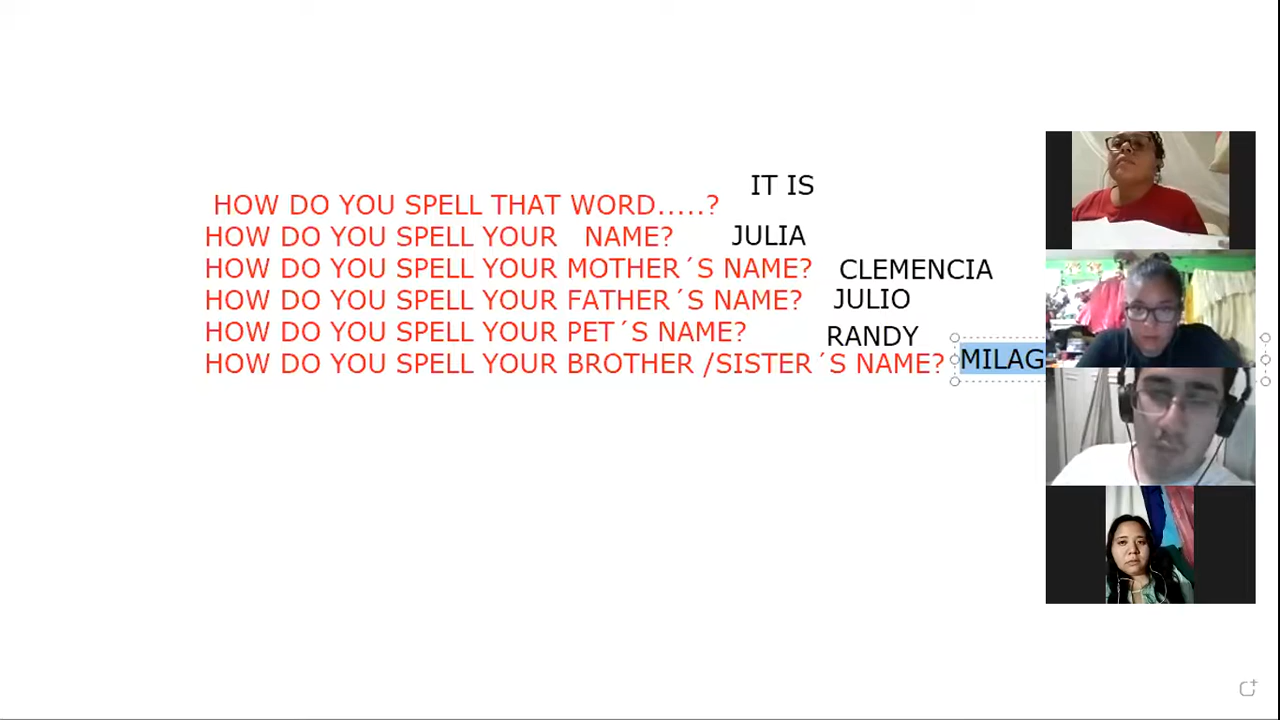 HOW DO YOU SPELL THAT WORD.....? IT IS
HOW DO YOU SPELL YOUR NAME? JULIA
HOW DO YOU SPELL YOUR MOTHER´S NAME? CLEMENCIA
HOW DO YOU SPELL YOUR FATHER´S NAME? JULIO
HOW DO YOU SPELL YOUR PET´S NAME? RANDY
HOW DO YOU SPELL YOUR BROTHER /SISTER´S NAME? MILAG